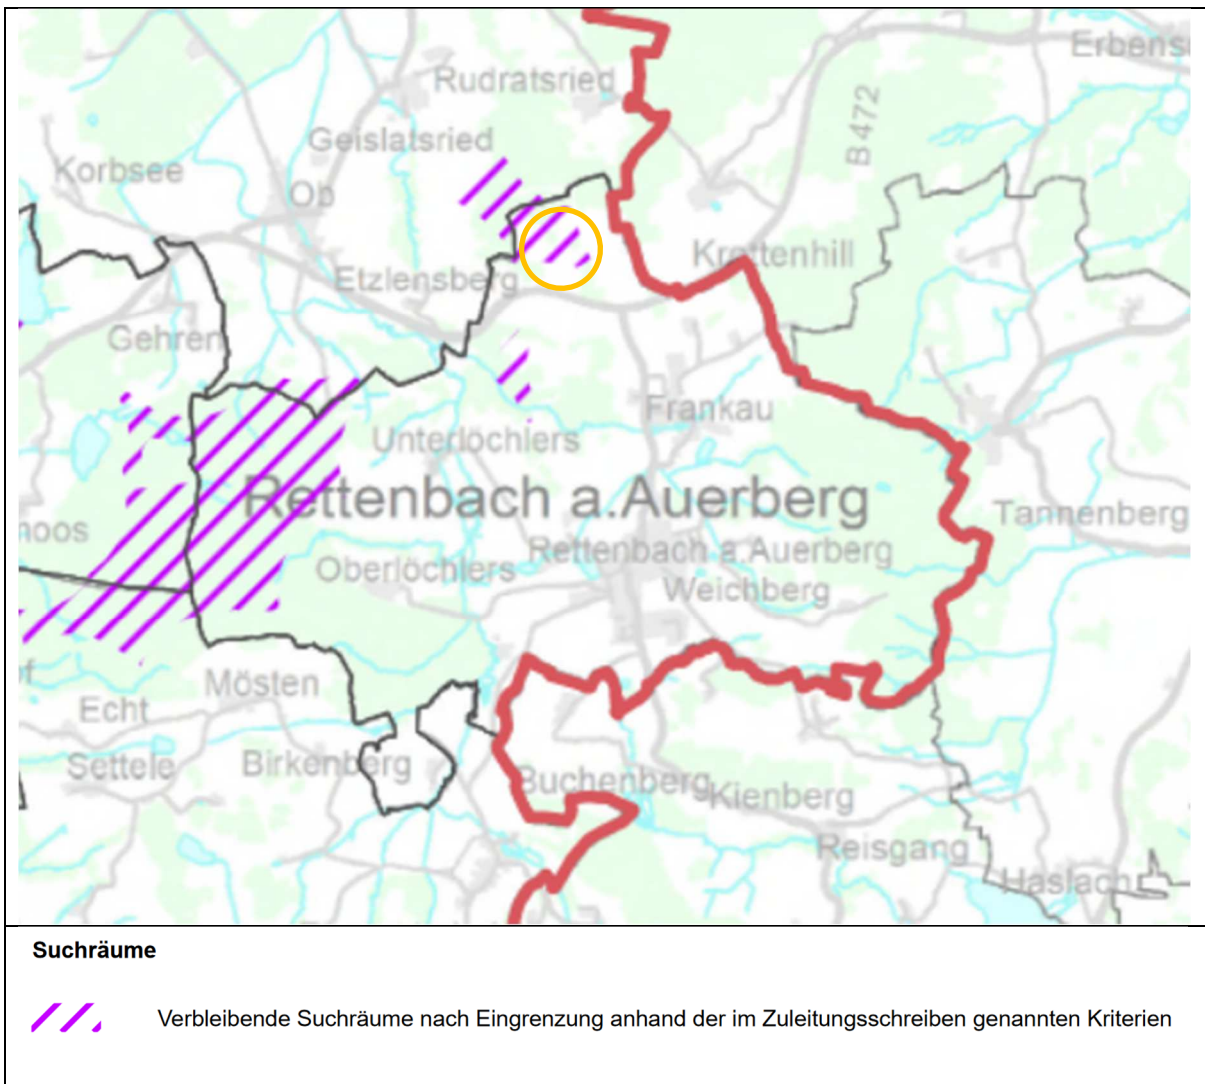 Erbens
Rudratsried
B 472
Geislatsried
Korbsee
Ob
Krettenhill
Etzlensberg
Gehren
Frankau
Unterlöchlers
Rettenbach a.Auerberg
Tannenberg
moos
Rettenbach a.Auerberg
Oberlöchlers
Weichberg
Mösten
Echt
Settele
Birkenberg
Buchenberg
Kienberg
Reisgang
Haslach
Suchräume
Verbleibende Suchräume nach Eingrenzung anhand der im Zuleitungsschreiben genannten Kriterien